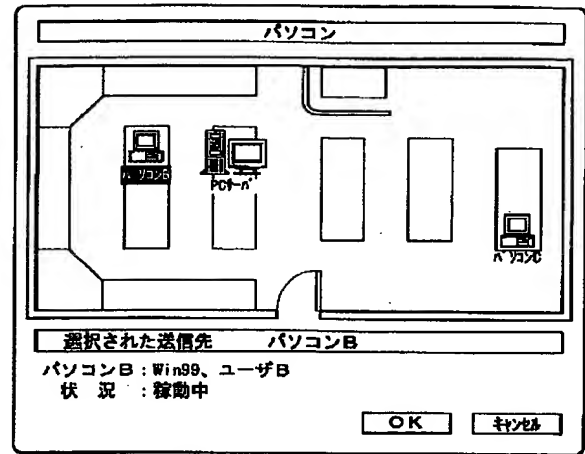 パソコン
パソコンB
PCサーバ
パソコンC
選択された送信先　パソコンB
パソコンB：Win99、ユーザB
状　況　：稼動中
OK　キャンセル